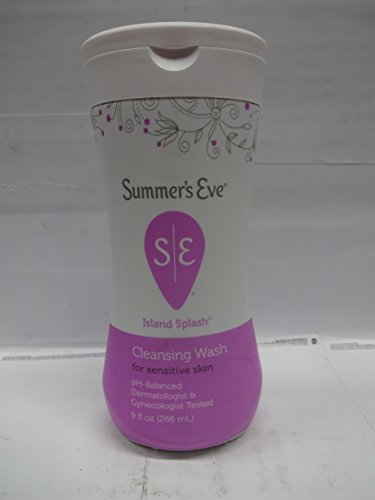 Summer's Eve®
S|E®
Island Splash®
Cleansing Wash
for sensitive skin
pH-Balanced
Dermatologist &
Gynecologist Tested
9 fl oz (266 mL)